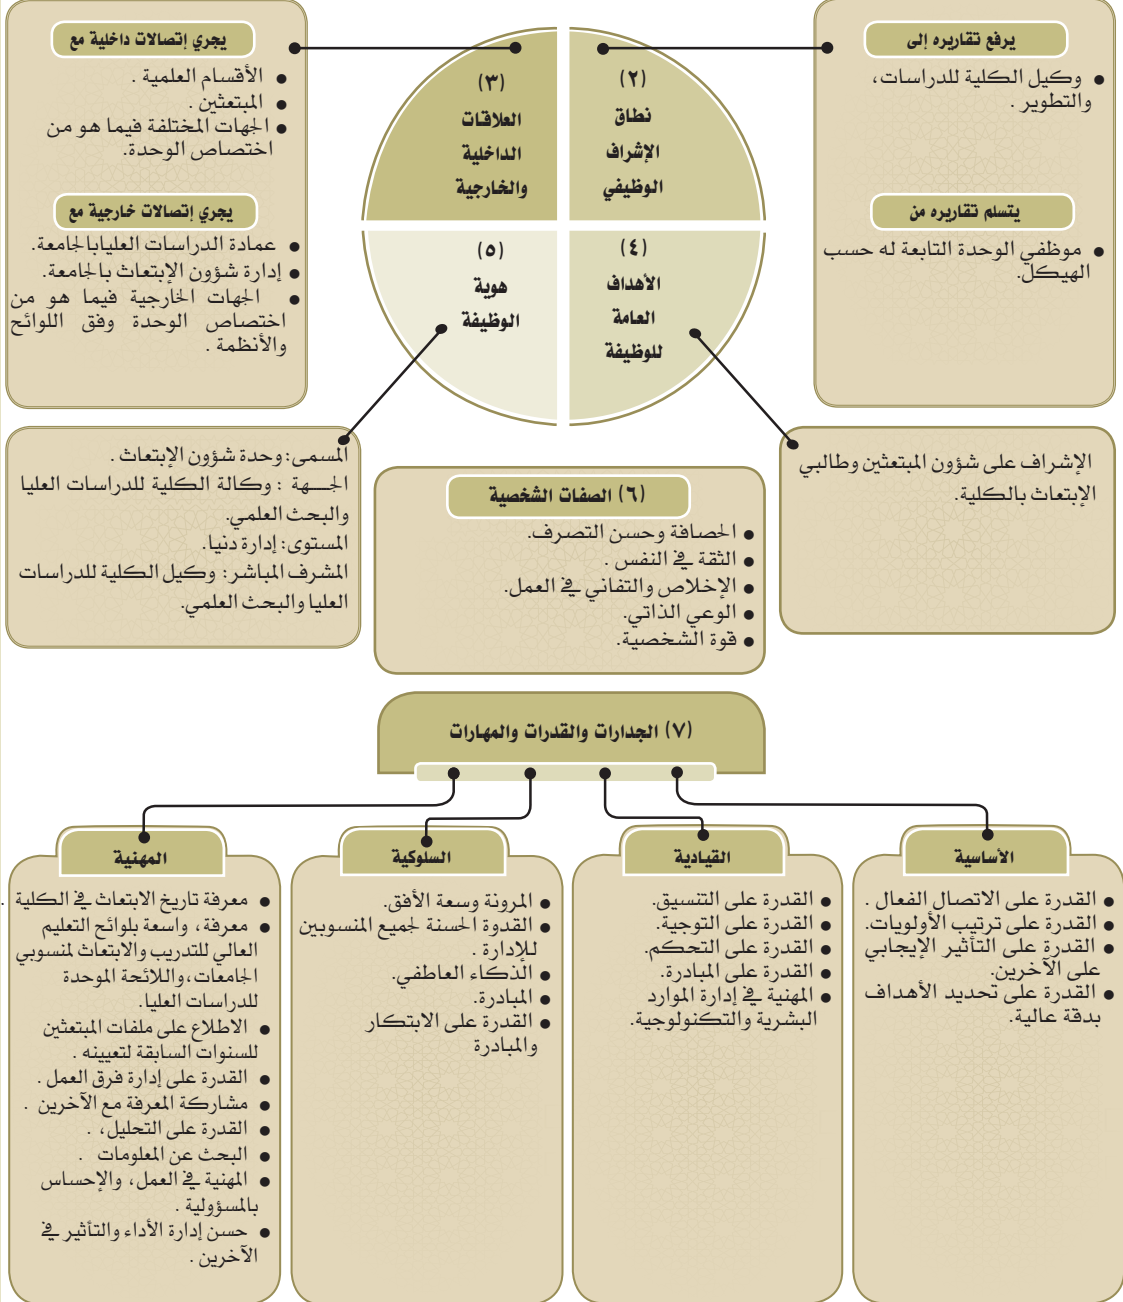 يرفع تقاريره إلى
● وكيل الكلية للدراسات،
والتطوير .
يتسلم تقاريره من
● موظفي الوحدة التابعة له حسب
الهيكل.
(٢)
نطاق
الإشراف
الوظيفي
(٣)
العلاقات
الداخلية
والخارجية
يجري إتصالات داخلية مع
● الأقسام العلمية .
● المبتعثين .
● الجهات المختلفة فيما هو من
اختصاص الوحدة.
يجري إتصالات خارجية مع
● عمادة الدراسات العليابالجامعة.
● إدارة شؤون الإبتعاث بالجامعة.
● الجهات الخارجية فيما هو من
اختصاص الوحدة وفق اللوائح
والأنظمة .
(٤)
الأهداف
العامة
للوظيفة
(٥)
هوية
الوظيفة
الإشراف على شؤون المبتعثين وطالبي
الإبتعاث بالكلية.
المسمى: وحدة شؤون الإبتعاث .
الجـــهة : وكالة الكلية للدراسات العليا
والبحث العلمي.
المستوى: إدارة دنيا.
المشرف المباشر: وكيل الكلية للدراسات
العليا والبحث العلمي.
(٦) الصفات الشخصية
● الحصافة وحسن التصرف.
● الثقة في النفس .
● الإخلاص والتفاني في العمل.
● الوعي الذاتي.
● قوة الشخصية.
(٧) الجدارات والقدرات والمهارات
الأساسية
● القدرة على الاتصال الفعال .
● القدرة على ترتيب الأولويات.
● القدرة على التأثير الإيجابي
على الآخرين.
● القدرة على تحديد الأهداف
بدقة عالية.
القيادية
● القدرة على التنسيق.
● القدرة على التوجية.
● القدرة على التحكم.
● القدرة على المبادرة.
● المهنية في إدارة الموارد
البشرية والتكنولوجية.
السلوكية
● المرونة وسعة الأفق.
● القدوة الحسنة لجميع المنسوبين
للإدارة .
● الذكاء العاطفي.
● المبادرة.
● القدرة على الابتكار
والمبادرة
المهنية
● معرفة تاريخ الابتعاث في الكلية .
● معرفة، واسعة بلوائح التعليم
العالي للتدريب والابتعاث لمنسوبي
الجامعات، واللائحة الموحدة
للدراسات العليا.
● الاطلاع على ملفات المبتعثين
للسنوات السابقة لتعيينه .
● القدرة على إدارة فرق العمل .
● مشاركة المعرفة مع الآخرين .
● القدرة على التحليل، .
● البحث عن المعلومات .
● المهنية في العمل، والإحساس
بالمسؤولية .
● حسن إدارة الأداء والتأثير في
الآخرين .